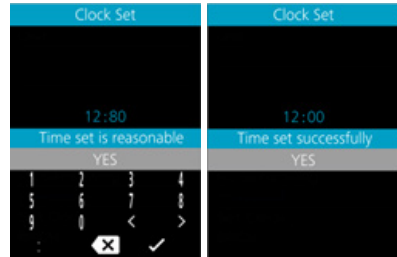 Clock Set
12:80
Time set is reasonable
YES
1 2 3 4
5 6 7 8
9 0 < >
:
Clock Set
12:00
Time set successfully
YES